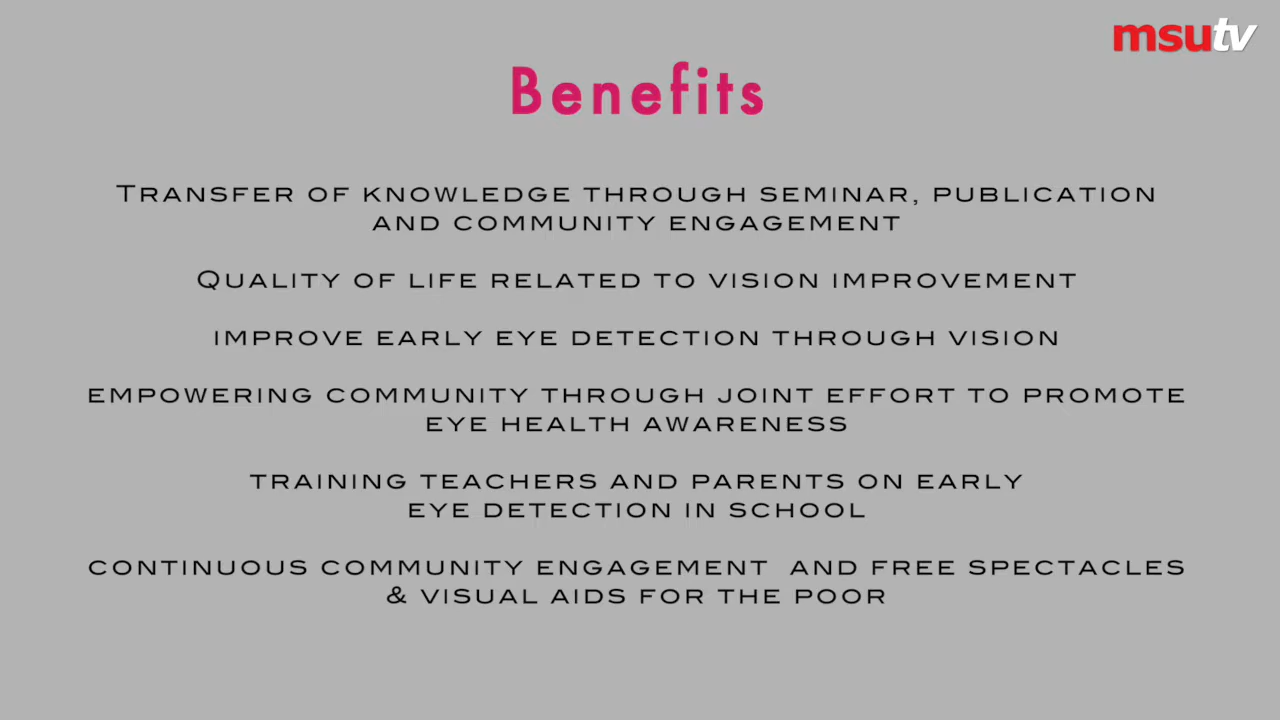 msutv
Benefits
Transfer of knowledge through seminar, publication
and community engagement
Quality of life related to vision improvement
improve early eye detection through vision
empowering community through joint effort to promote
eye health awareness
training teachers and parents on early
eye detection in school
continuous community engagement and free spectacles
& visual aids for the poor